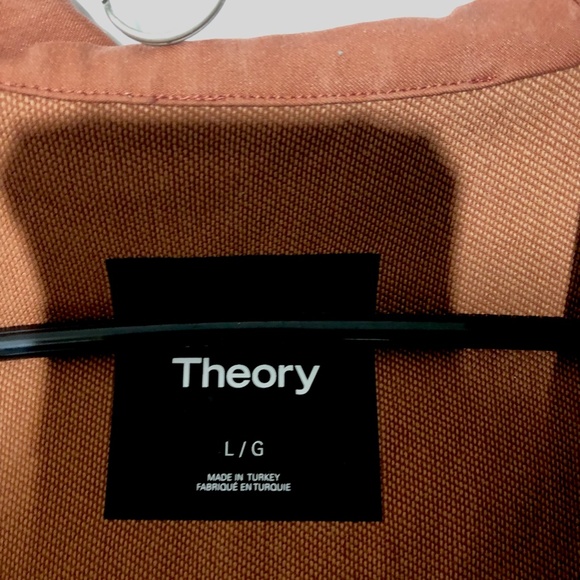 Theory
L / G
MADE IN TURKEY
FABRIQUÉ EN TURQUIE